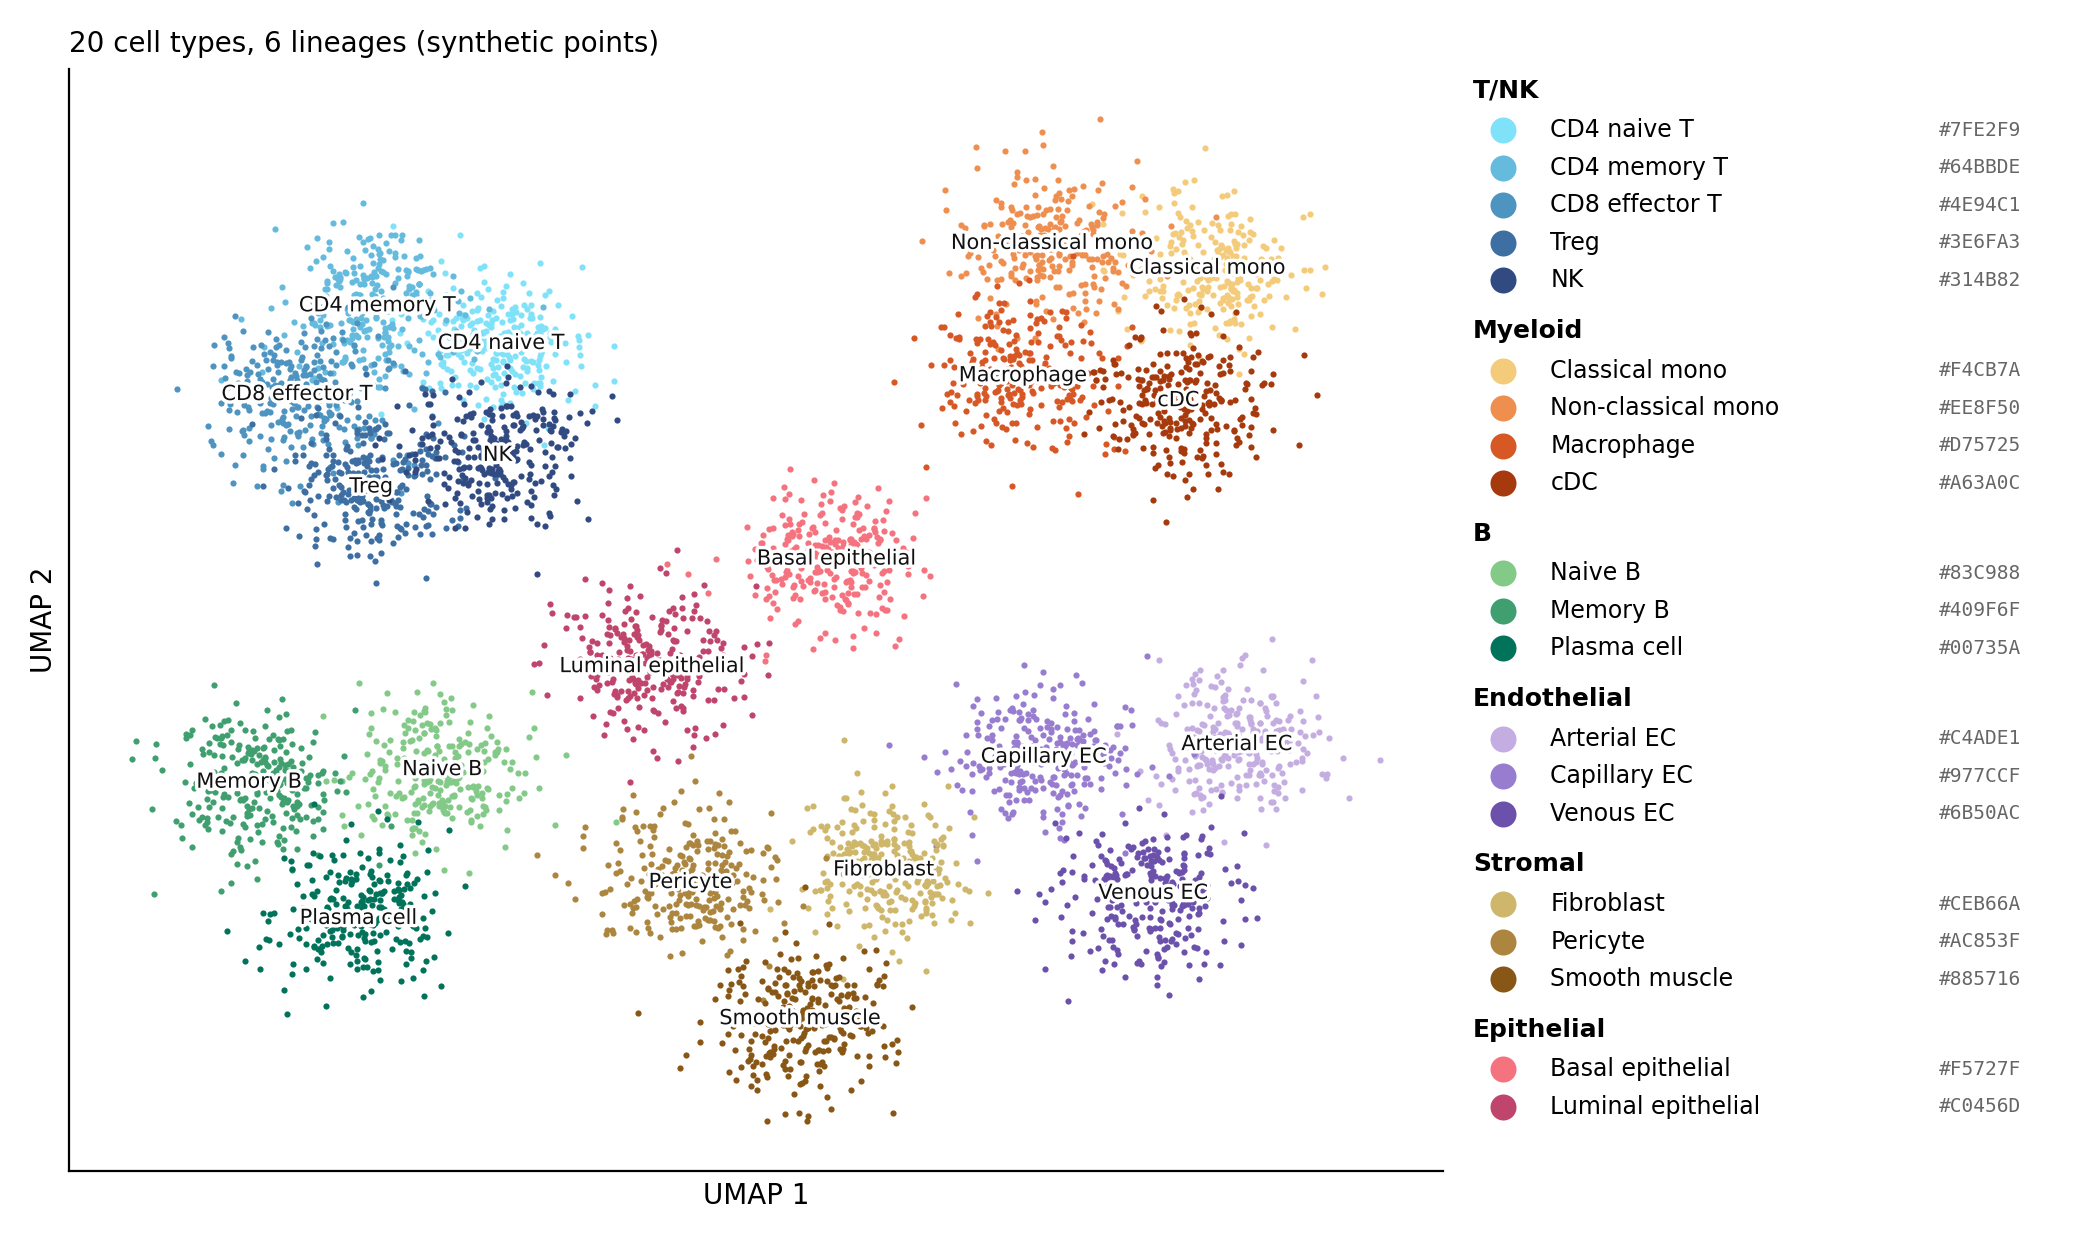 20 cell types, 6 lineages (synthetic points)
UMAP 2
UMAP 1
Non-classical mono
Classical mono
CD4 memory T
CD4 naive T
Macrophage
CD8 effector T
cDC
NK
Treg
Basal epithelial
Luminal epithelial
Arterial EC
Capillary EC
Naive B
Memory B
Fibroblast
Pericyte
Venous EC
Plasma cell
Smooth muscle
T/NK
CD4 naive T #7FE2F9
CD4 memory T #64BBDE
CD8 effector T #4E94C1
Treg #3E6FA3
NK #314B82
Myeloid
Classical mono #F4CB7A
Non-classical mono #EE8F50
Macrophage #D75725
cDC #A63A0C
B
Naive B #83C988
Memory B #409F6F
Plasma cell #00735A
Endothelial
Arterial EC #C4ADE1
Capillary EC #977CCF
Venous EC #6B50AC
Stromal
Fibroblast #CEB66A
Pericyte #AC853F
Smooth muscle #885716
Epithelial
Basal epithelial #F5727F
Luminal epithelial #C0456D